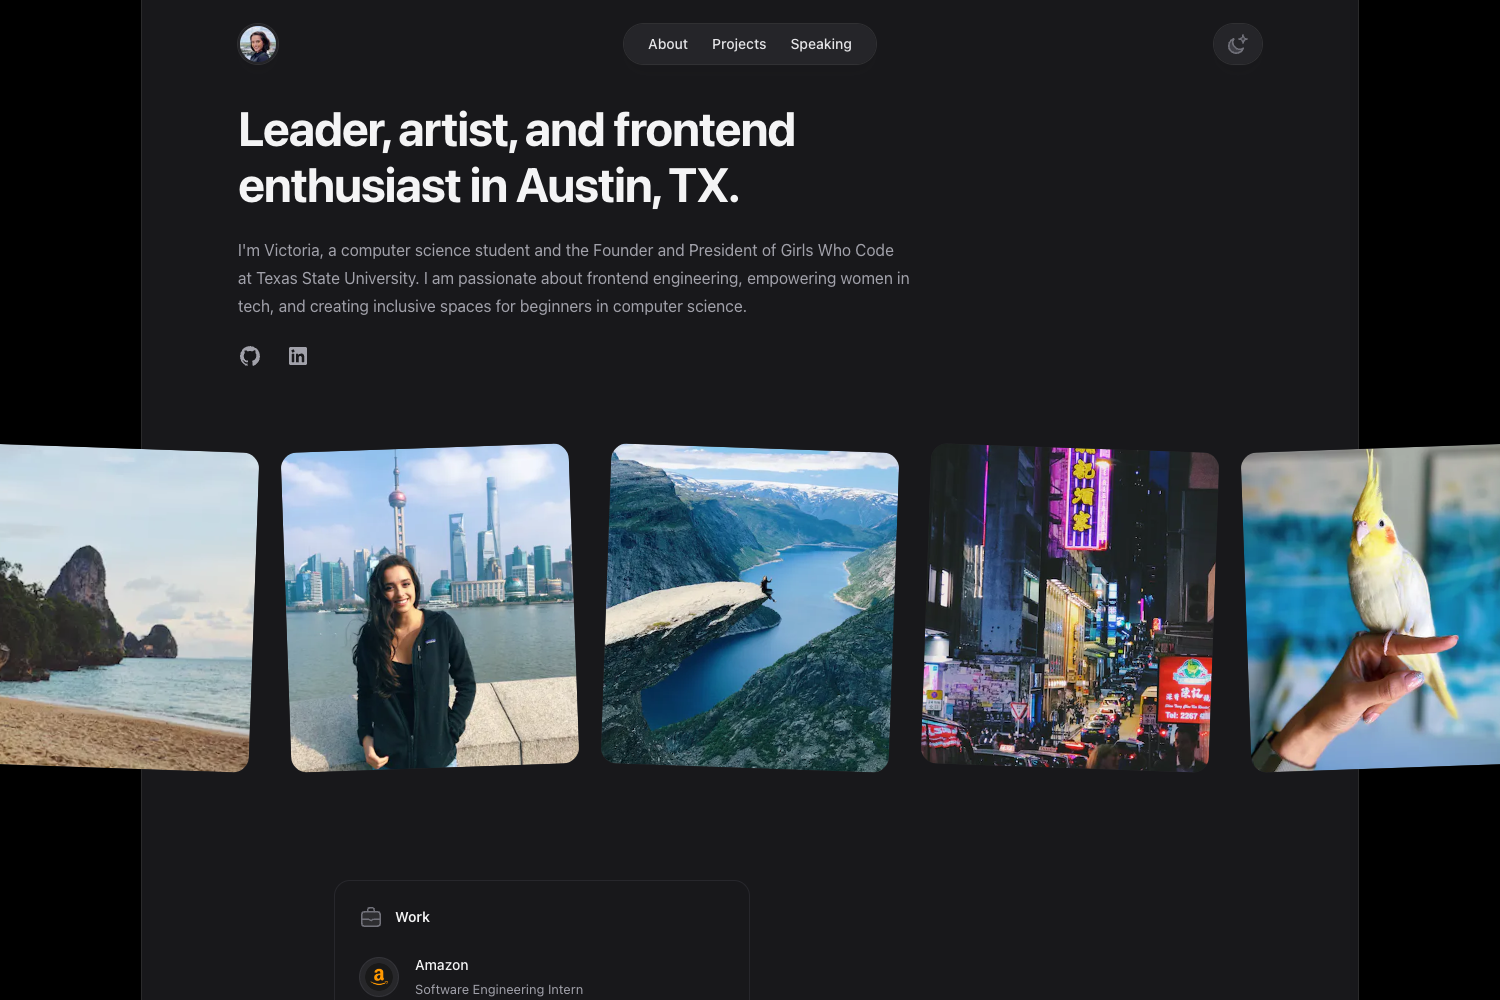 About Projects Speaking
Leader, artist, and frontend
enthusiast in Austin, TX.
I'm Victoria, a computer science student and the Founder and President of Girls Who Code
at Texas State University. I am passionate about frontend engineering, empowering women in
tech, and creating inclusive spaces for beginners in computer science.
in
Tel: 2267
Work
a
Amazon
Software Engineering Intern